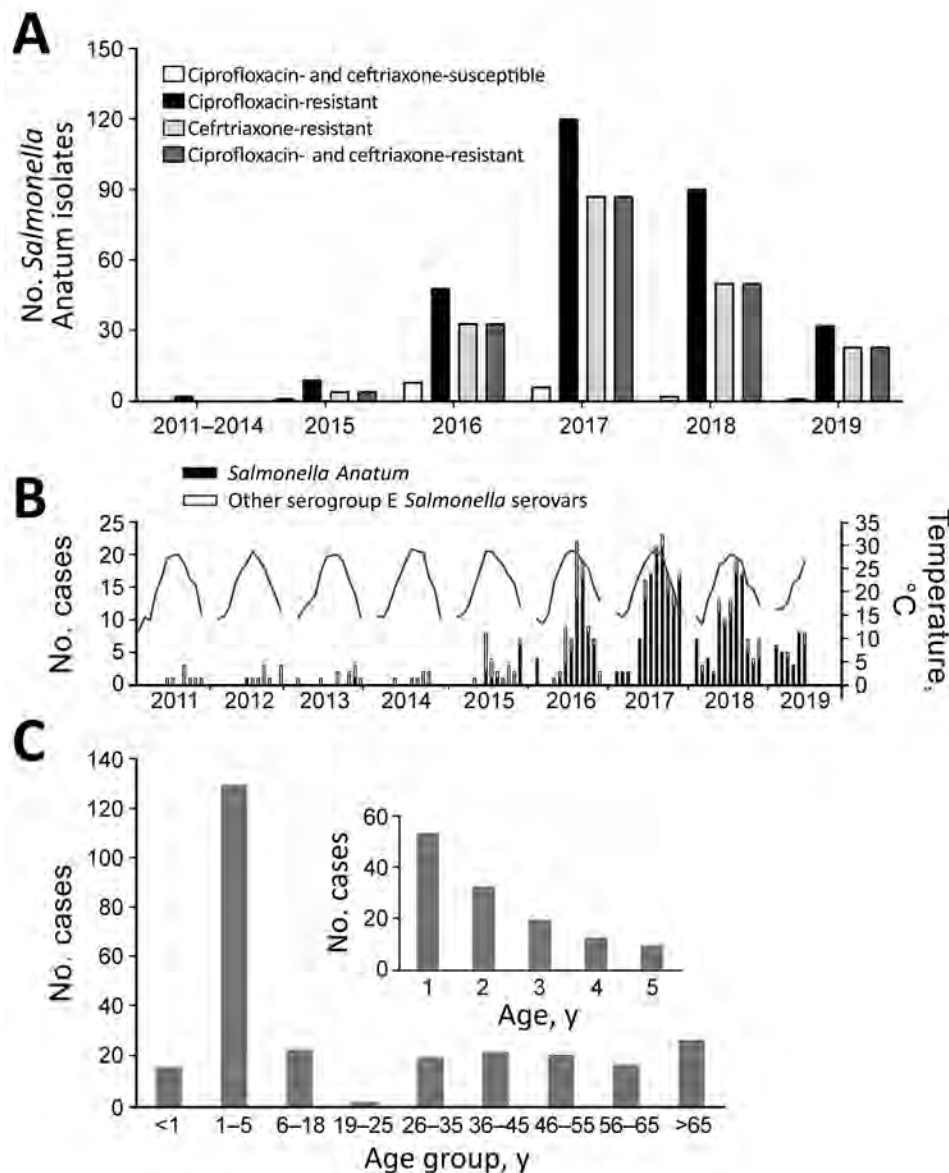 A
150
120
90
60
30
0
No. Salmonella
Anatum isolates
Ciprofloxacin- and ceftriaxone-susceptible
Ciprofloxacin-resistant
Cefrtriaxone-resistant
Ciprofloxacin- and ceftriaxone-resistant
2011–2014 2015 2016 2017 2018 2019
B
Salmonella Anatum
Other serogroup E Salmonella serovars
No. cases
25
20
15
10
5
0
35
30
25
20
15
10
5
0
Temperature,
°C
2011 2012 2013 2014 2015 2016 2017 2018 2019
C
No. cases
140
120
100
80
60
40
20
0
No. cases
60
40
20
0
1 2 3 4 5
Age, y
<1 1–5 6–18 19–25 26–35 36–45 46–55 56–65 >65
Age group, y